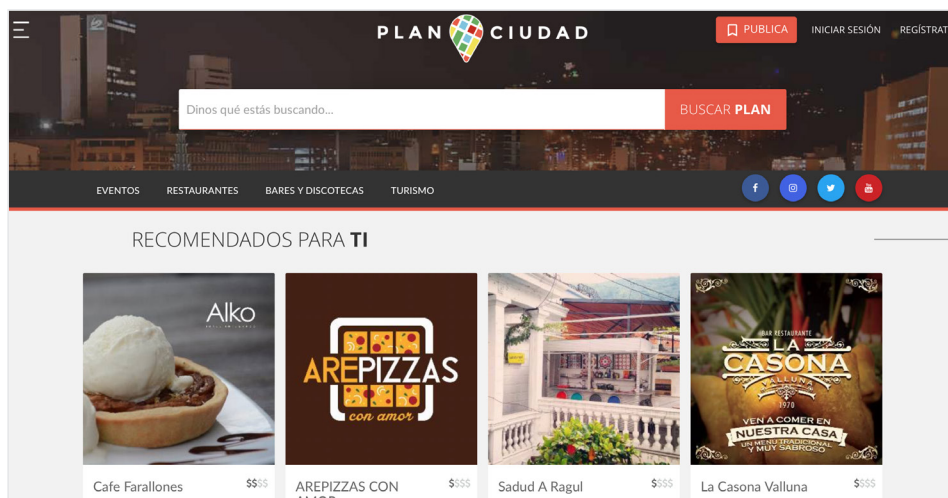 PLAN CIUDAD
PUBLICA
INICIAR SESIÓN
REGÍSTRAT
Dinos qué estás buscando...
BUSCAR PLAN
EVENTOS
RESTAURANTES
BARES Y DISCOTECAS
TURISMO
RECOMENDADOS PARA TI
Alko
AREPIZZAS
con amor
BAR RESTAURANTE
LA
CASONA
VALLUNA
1970
VEN A COMER EN
NUESTRA CASA
UN MENU TRADICIONAL
Y MUY SABROSO
Cafe Farallones
$$$$
AREPIZZAS CON
$$$$
Sadud A Ragul
$$$$
La Casona Valluna
$$$$